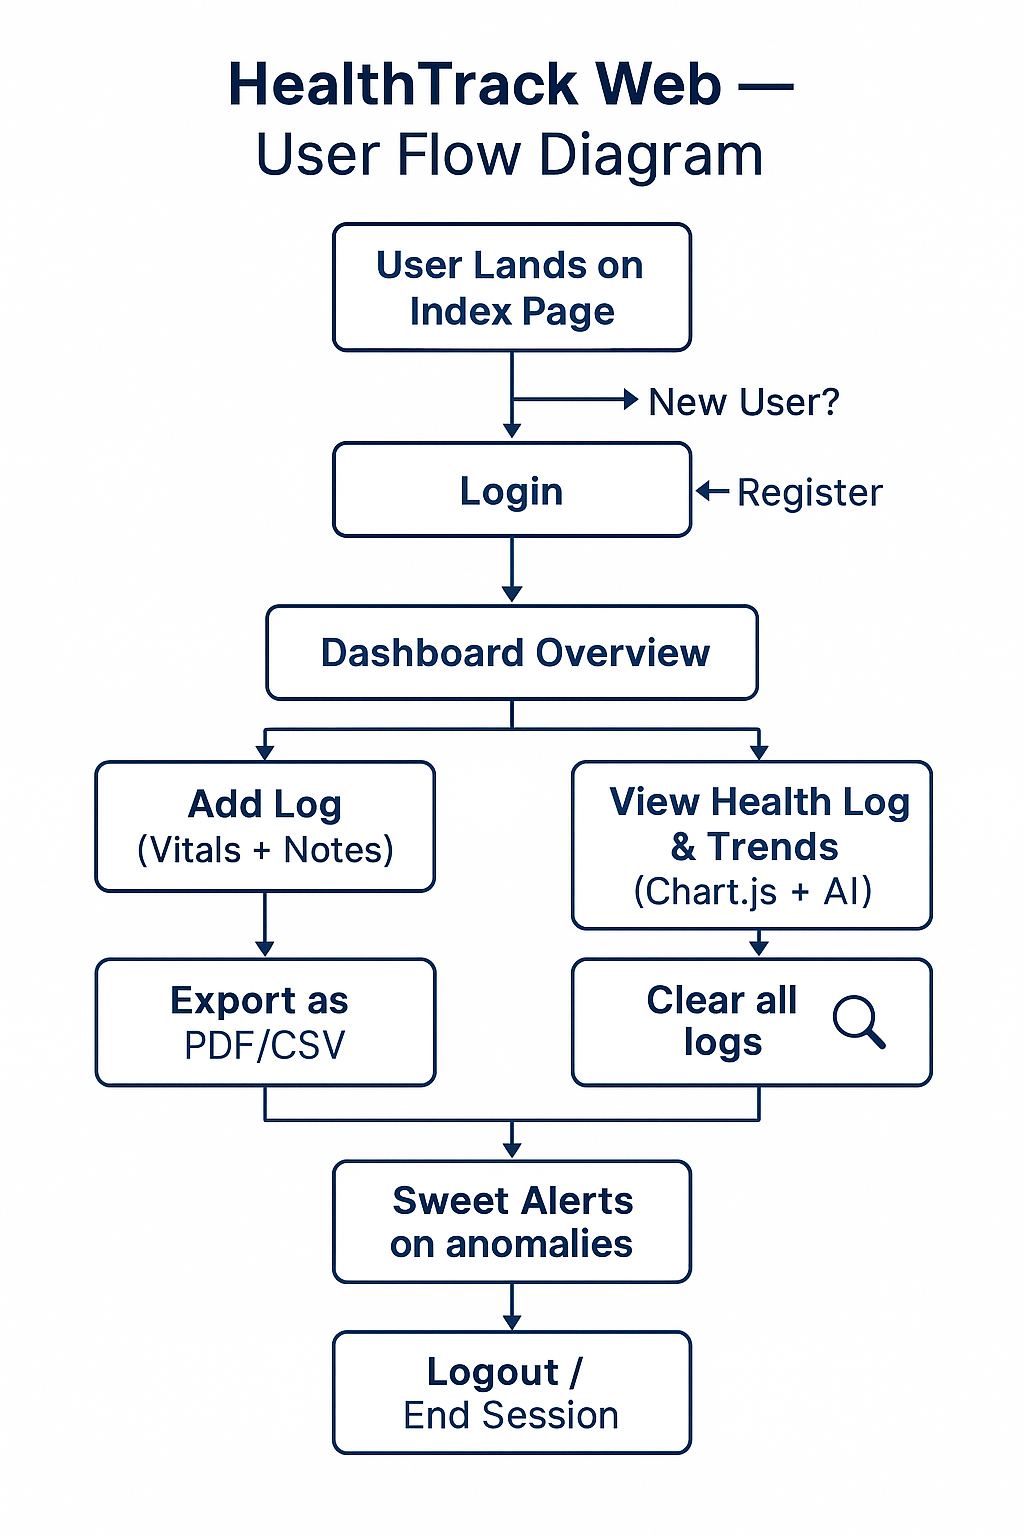 HealthTrack Web —
User Flow Diagram
User Lands on
Index Page
New User?
Login
Register
Dashboard Overview
Add Log
(Vitals + Notes)
View Health Log
& Trends
(Chart.js + AI)
Export as
PDF/CSV
Clear all
logs
Sweet Alerts
on anomalies
Logout /
End Session